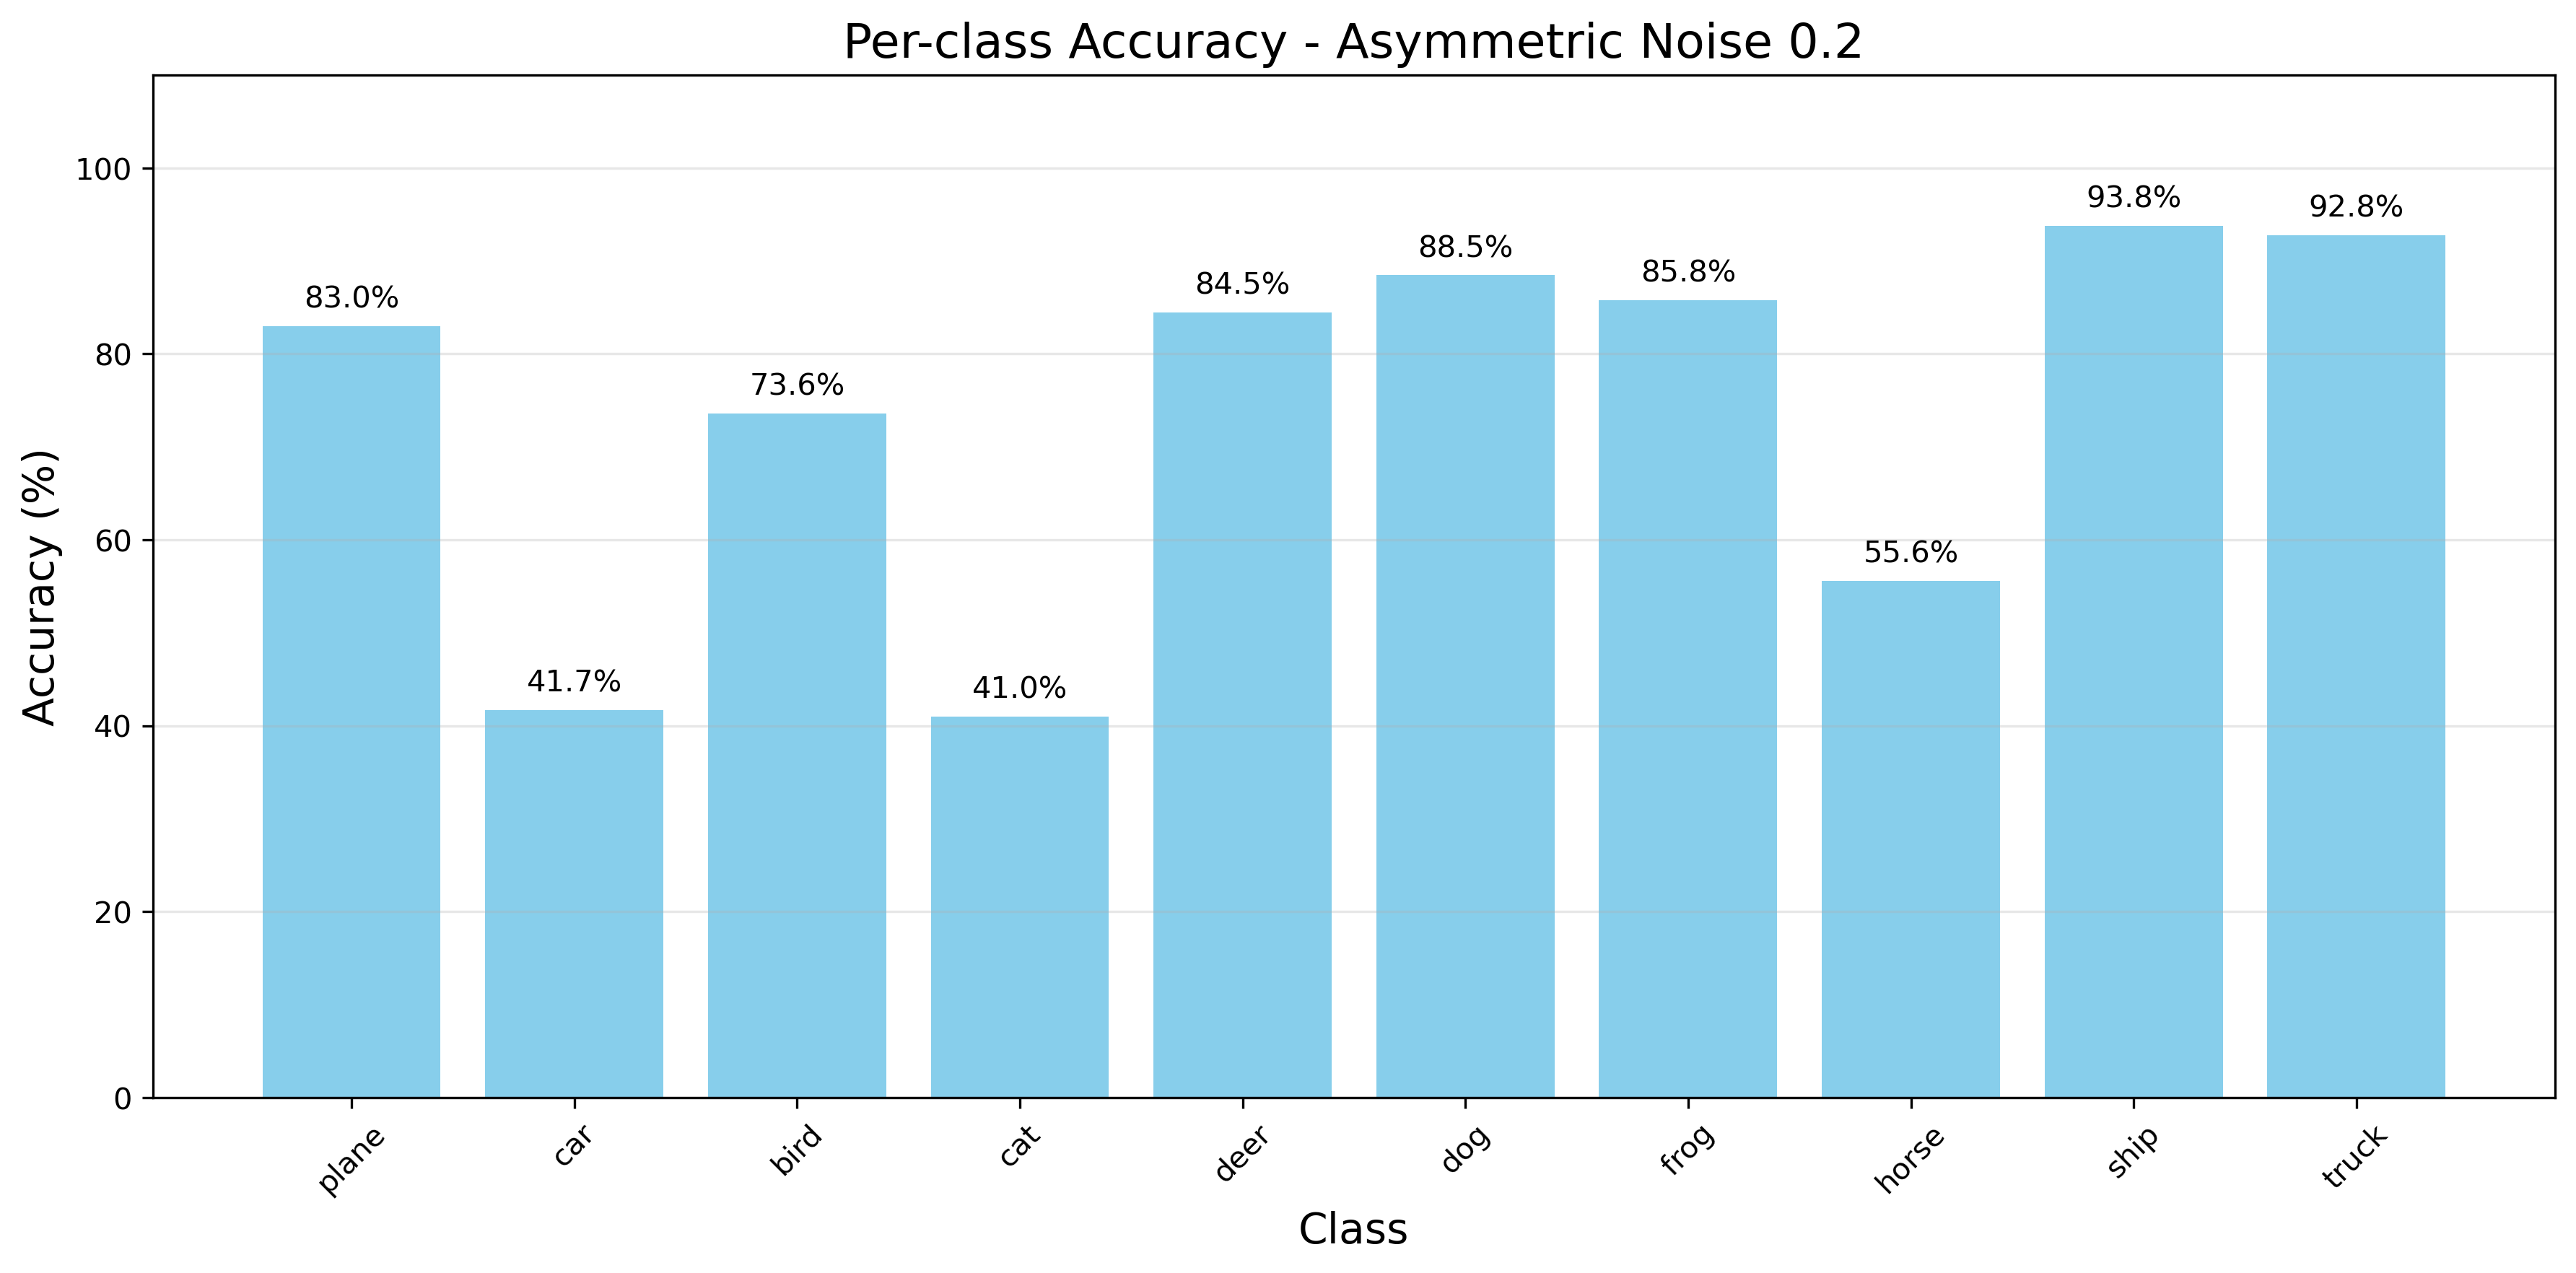 Per-class Accuracy - Asymmetric Noise 0.2
Accuracy (%)
100
80
60
40
20
0
83.0%
41.7%
73.6%
41.0%
84.5%
88.5%
85.8%
55.6%
93.8%
92.8%
plane
car
bird
cat
deer
dog
frog
horse
ship
truck
Class